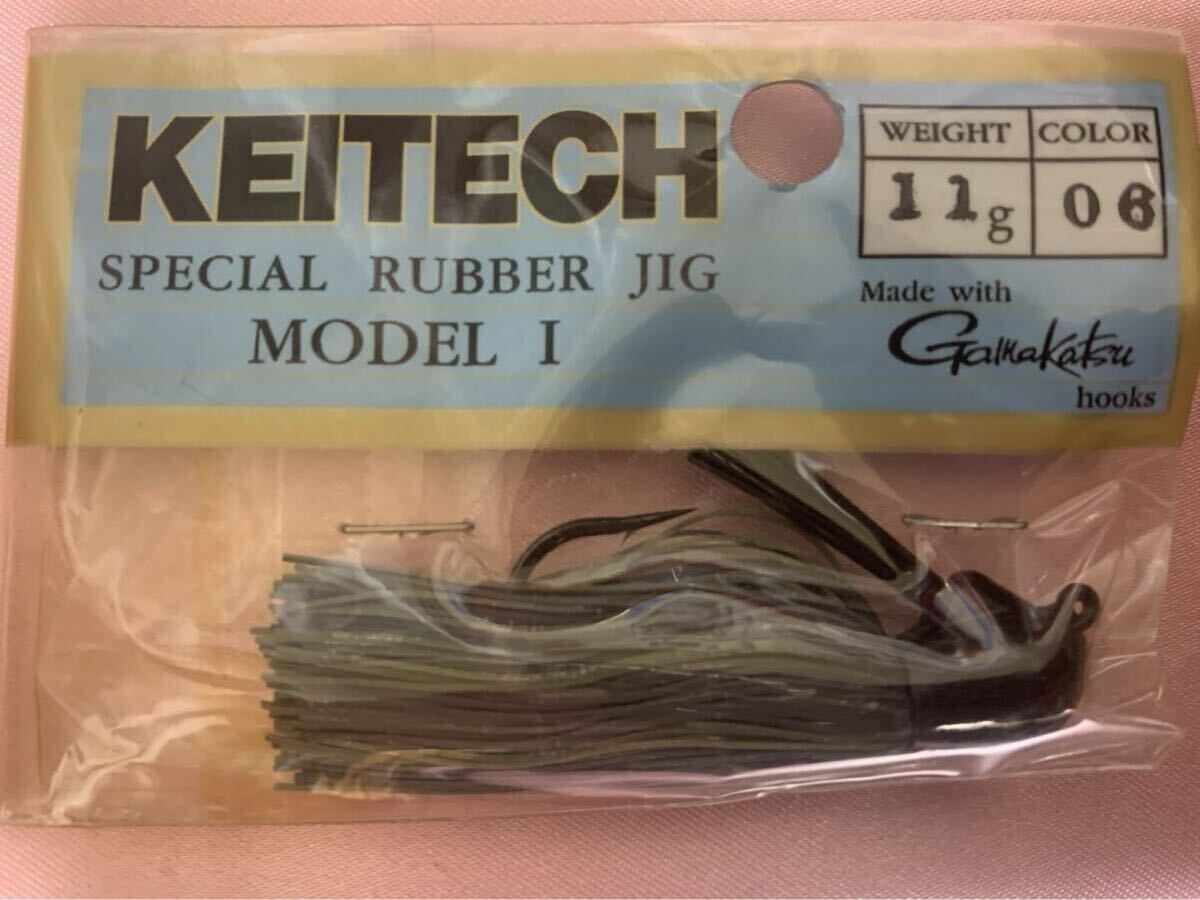 KEITECH
SPECIAL RUBBER JIG
MODEL I
WEIGHT COLOR
11g 06
Made with
Gamakatsu
hooks